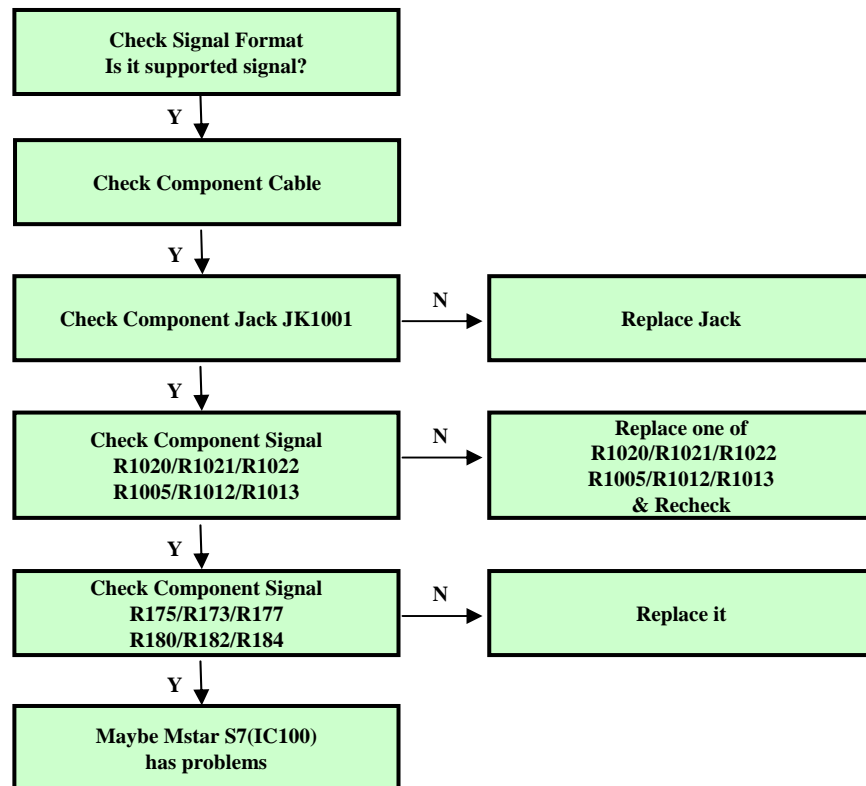 Check Signal Format
Is it supported signal?
Y
Check Component Cable
Y
Check Component Jack JK1001
N
Replace Jack
Y
Check Component Signal
R1020/R1021/R1022
R1005/R1012/R1013
N
Replace one of
R1020/R1021/R1022
R1005/R1012/R1013
& Recheck
Y
Check Component Signal
R175/R173/R177
R180/R182/R184
N
Replace it
Y
Maybe Mstar S7(IC100)
has problems